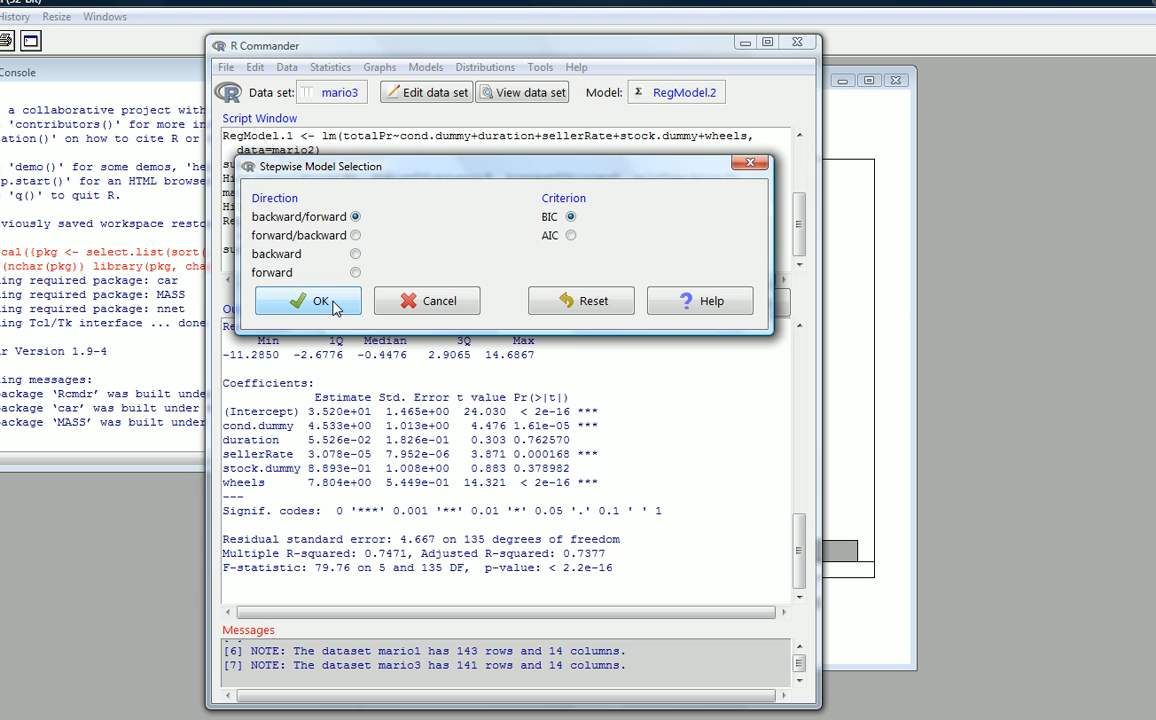 History Resize Windows
Console
a collaborative project with
'contributors()' for more in
ation()' on how to cite R or
'demo()' for some demos, 'he
p.start()' for an HTML browse
'q()' to quit R.
viously saved workspace resto
cal({pkg <- select.list(sort(
(nchar(pkg)) library(pkg, cha
ing required package: car
ing required package: MASS
ing required package: nnet
ing Tcl/Tk interface ... done
r Version 1.9-4
ing messages:
ackage 'Rcmdr' was built unde
ackage 'car' was built under
ackage 'MASS' was built under
R Commander
File Edit Data Statistics Graphs Models Distributions Tools Help
Data set: mario3 Edit data set View data set Model: Σ RegModel.2
Script Window
RegModel.1 <- lm(totalPr~cond.dummy+duration+sellerRate+stock.dummy+wheels,
data=mario2)
Stepwise Model Selection
Direction Criterion
backward/forward BIC
forward/backward AIC
backward
forward
OK Cancel Reset Help
Min 1Q Median 3Q Max
-11.2850 -2.6776 -0.4476 2.9065 14.6867
Coefficients:
Estimate Std. Error t value Pr(>|t|)
(Intercept) 3.520e+01 1.465e+00 24.030 < 2e-16 ***
cond.dummy 4.533e+00 1.013e+00 4.476 1.61e-05 ***
duration 5.526e-02 1.826e-01 0.303 0.762570
sellerRate 3.078e-05 7.952e-06 3.871 0.000168 ***
stock.dummy 8.893e-01 1.008e+00 0.883 0.378982
wheels 7.804e+00 5.449e-01 14.321 < 2e-16 ***
---
Signif. codes: 0 '***' 0.001 '**' 0.01 '*' 0.05 '.' 0.1 ' ' 1
Residual standard error: 4.667 on 135 degrees of freedom
Multiple R-squared: 0.7471, Adjusted R-squared: 0.7377
F-statistic: 79.76 on 5 and 135 DF, p-value: < 2.2e-16
Messages
[6] NOTE: The dataset mario1 has 143 rows and 14 columns.
[7] NOTE: The dataset mario3 has 141 rows and 14 columns.